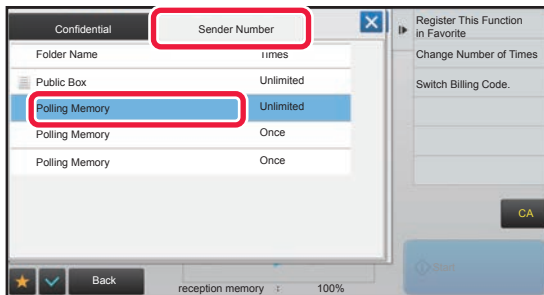 Confidential
Sender Number
Folder Name
Times
Public Box
Unlimited
Polling Memory
Unlimited
Polling Memory
Once
Polling Memory
Once
Back
reception memory : 100%
Register This Function
in Favorite
Change Number of Times
Switch Billing Code.
CA
Start